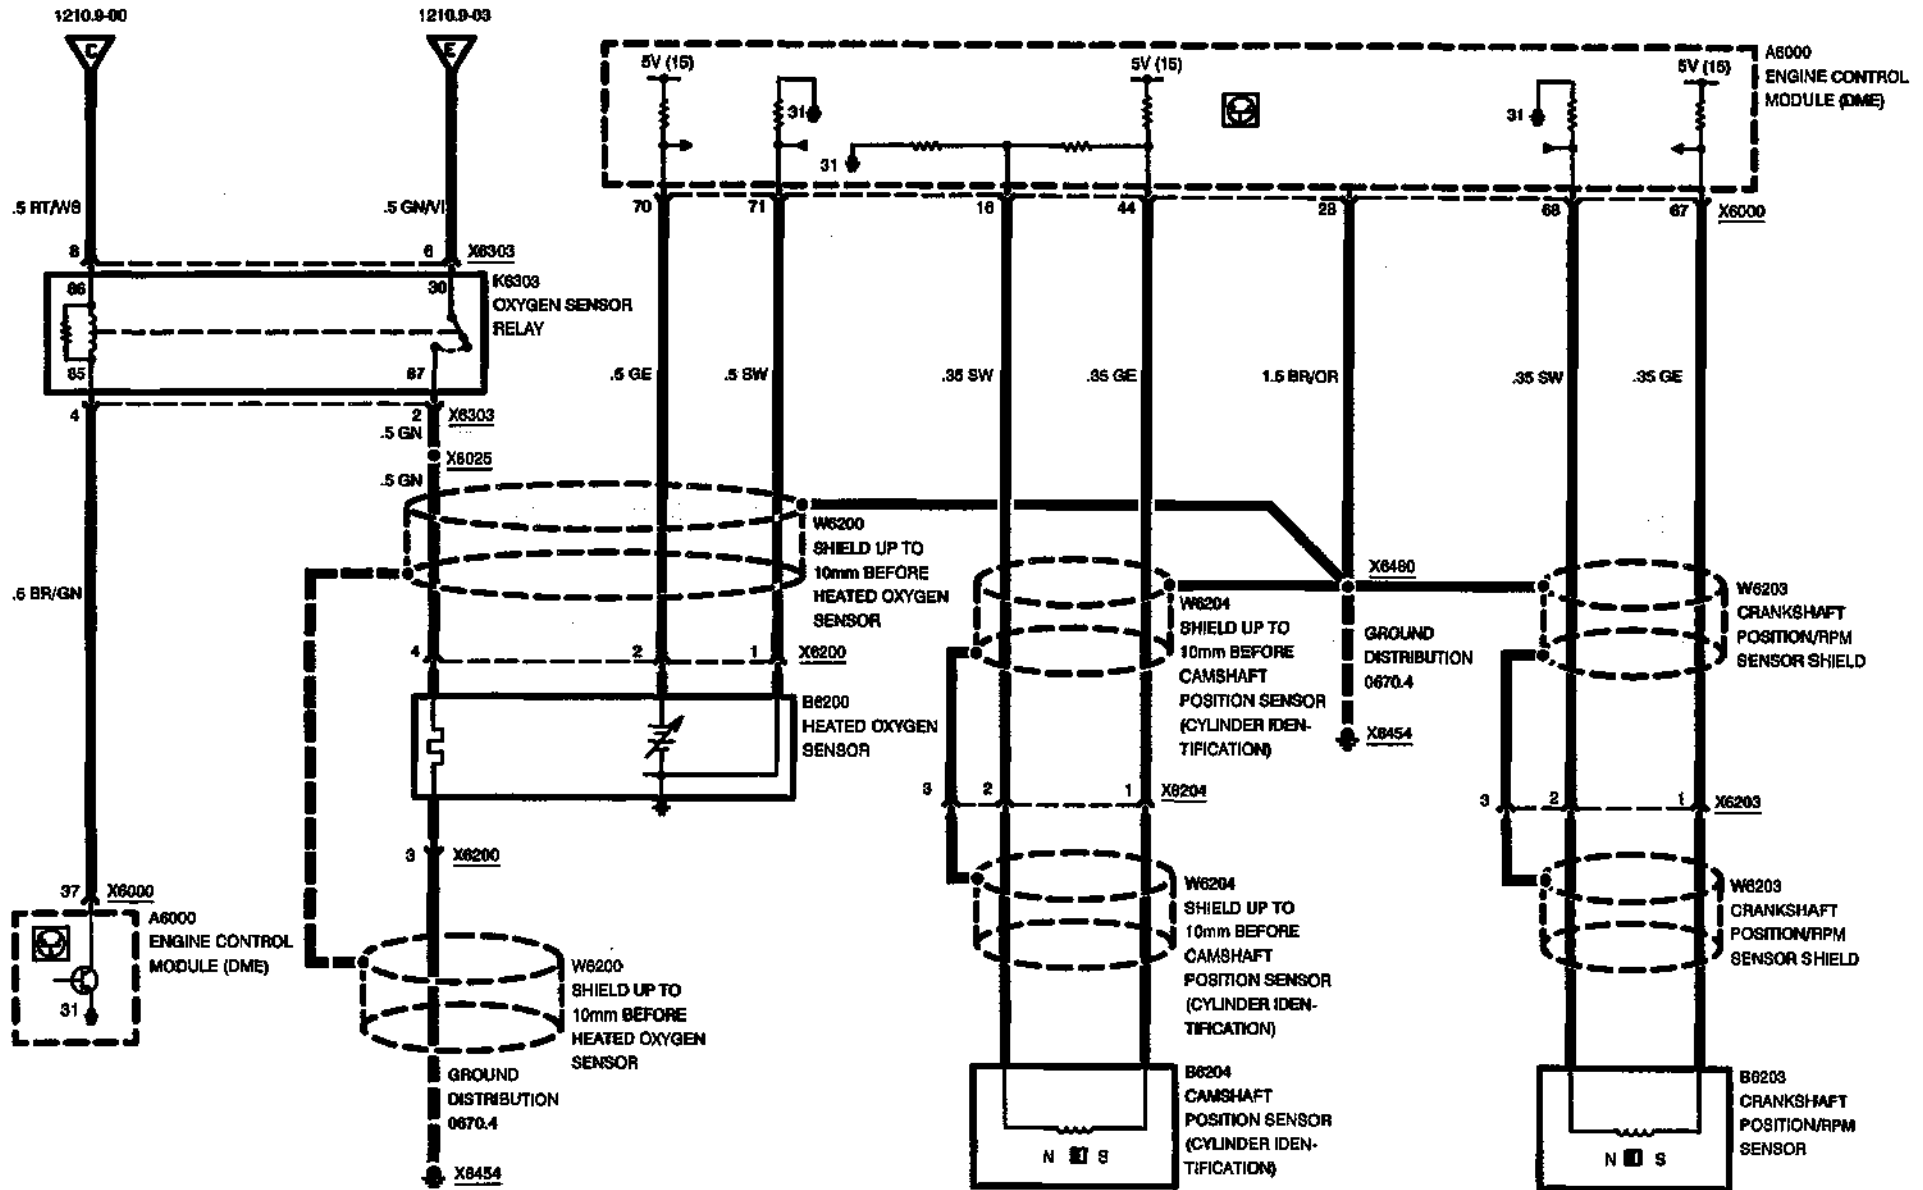 1210.9-00
1210.9-03
C
E
5V (15)
5V (15)
5V (15)
A6000
ENGINE CONTROL
MODULE (DME)
31
31
31
.5 RT/WS
.5 GN/VI
70
71
16
44
28
68
67
X6000
8
6
X6303
86
30
K6303
OXYGEN SENSOR
RELAY
85
87
4
2
X6303
.5 GN
X6025
.5 GN
.5 GE
.5 SW
.35 SW
.35 GE
1.5 BR/OR
.35 SW
.35 GE
.5 BR/GN
W6200
SHIELD UP TO
10mm BEFORE
HEATED OXYGEN
SENSOR
X6460
W6204
SHIELD UP TO
10mm BEFORE
CAMSHAFT
POSITION SENSOR
(CYLINDER IDEN-
TIFICATION)
GROUND
DISTRIBUTION
0670.4
X6454
W6203
CRANKSHAFT
POSITION/RPM
SENSOR SHIELD
4
2
1
X6200
B6200
HEATED OXYGEN
SENSOR
3
2
1
X6204
3
2
1
X6203
3
X6200
37
X6000
A6000
ENGINE CONTROL
MODULE (DME)
31
W6200
SHIELD UP TO
10mm BEFORE
HEATED OXYGEN
SENSOR
GROUND
DISTRIBUTION
0670.4
X6454
W6204
SHIELD UP TO
10mm BEFORE
CAMSHAFT
POSITION SENSOR
(CYLINDER IDEN-
TIFICATION)
W6203
CRANKSHAFT
POSITION/RPM
SENSOR SHIELD
B6204
CAMSHAFT
POSITION SENSOR
(CYLINDER IDEN-
TIFICATION)
N S
B6203
CRANKSHAFT
POSITION/RPM
SENSOR
N S